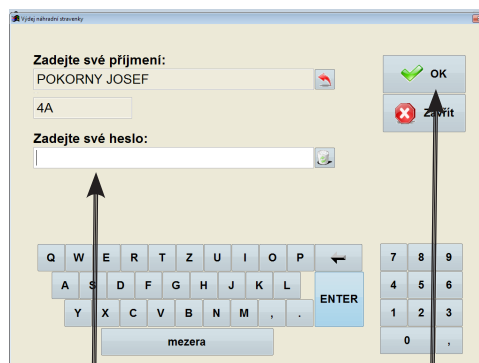 Výdej náhradní stravenky
Zadejte své příjmení:
POKORNY JOSEF
OK
4A
Zavřít
Zadejte své heslo:
Q W E R T Z U I O P 7 8 9
A S D F G H J K L ENTER 4 5 6
Y X C V B N M , . 1 2 3
mezera 0 ,